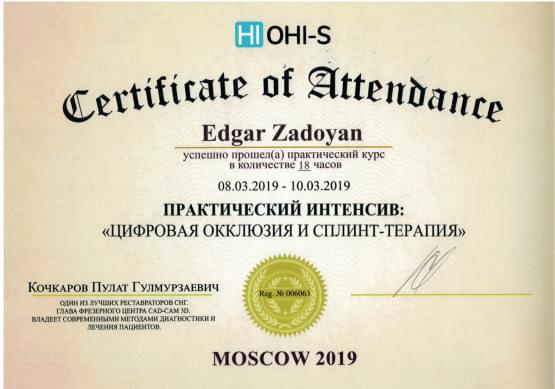 HI OHI-S
Certificate of Attendance
Edgar Zadoyan
успешно прошел(а) практический курс
в количестве 18 часов
08.03.2019 - 10.03.2019
ПРАКТИЧЕСКИЙ ИНТЕНСИВ:
«ЦИФРОВАЯ ОККЛЮЗИЯ И СПЛИНТ-ТЕРАПИЯ»
Кочкаров Пулат Гулмурзаевич
ОДИН ИЗ ЛУЧШИХ РЕСТАВРАТОРОВ СНГ.
ГЛАВА ФРЕЗЕРНОГО ЦЕНТРА CAD-CAM 3D.
ВЛАДЕЕТ СОВРЕМЕННЫМИ МЕТОДАМИ ДИАГНОСТИКИ И
ЛЕЧЕНИЯ ПАЦИЕНТОВ.
Reg. № 006063
MOSCOW 2019